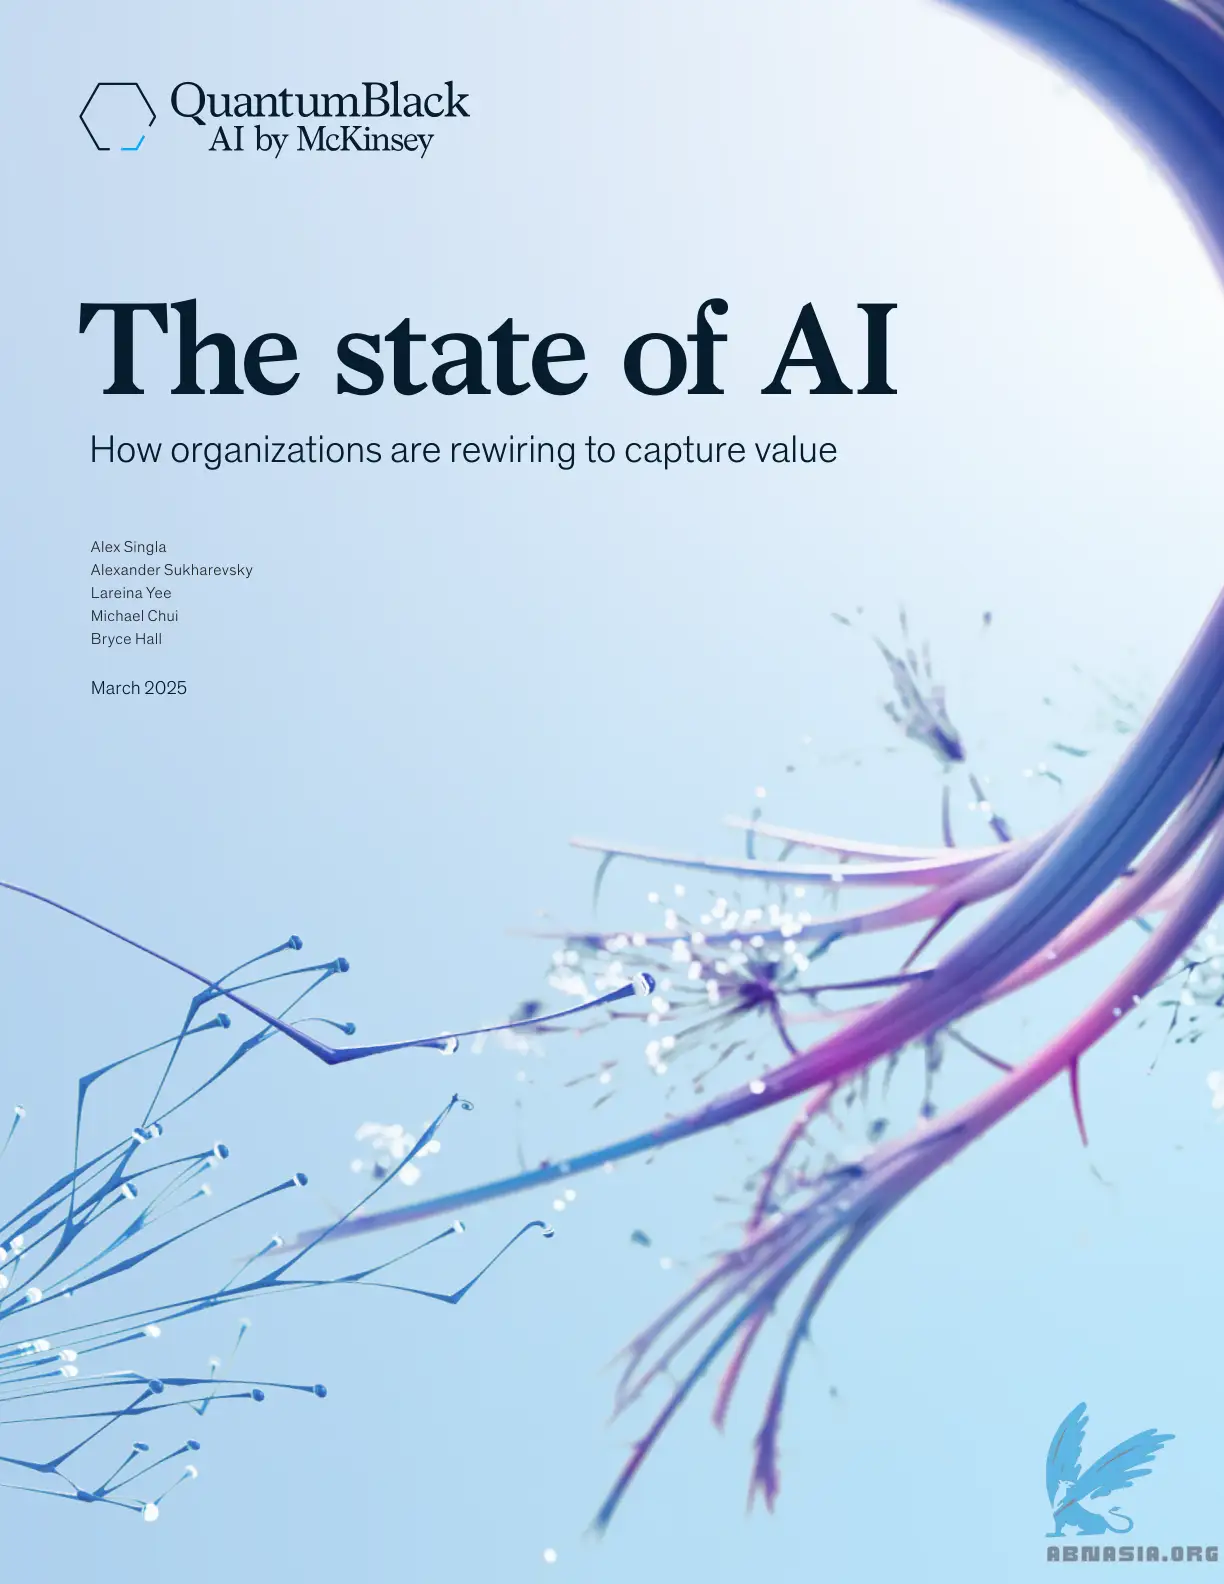 QuantumBlack
AI by McKinsey
The state of AI
How organizations are rewiring to capture value
Alex Singla
Alexander Sukharevsky
Lareina Yee
Michael Chui
Bryce Hall
March 2025
ABNASIA.ORG